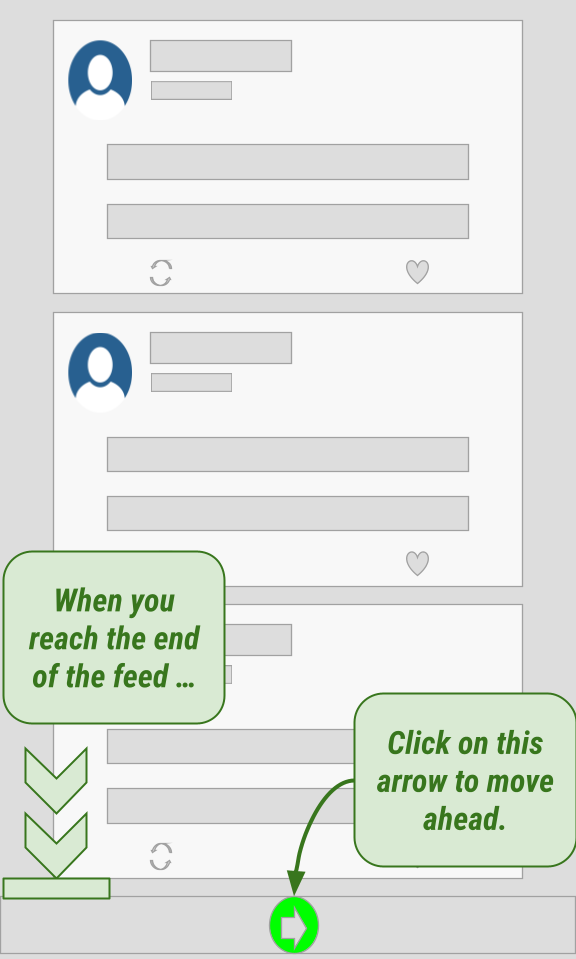 When you
reach the end
of the feed ...
Click on this
arrow to move
ahead.